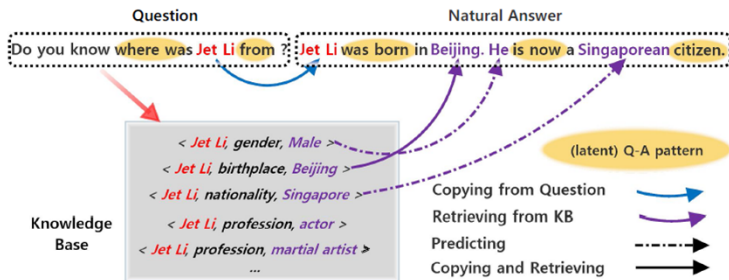 Question
Natural Answer
Do you know where was Jet Li from ?
Jet Li was born in Beijing. He is now a Singaporean citizen.
< Jet Li, gender, Male >
< Jet Li, birthplace, Beijing >
< Jet Li, nationality, Singapore >
< Jet Li, profession, actor >
< Jet Li, profession, martial artist >
...
Knowledge
Base
(latent) Q-A pattern
Copying from Question
Retrieving from KB
Predicting
Copying and Retrieving